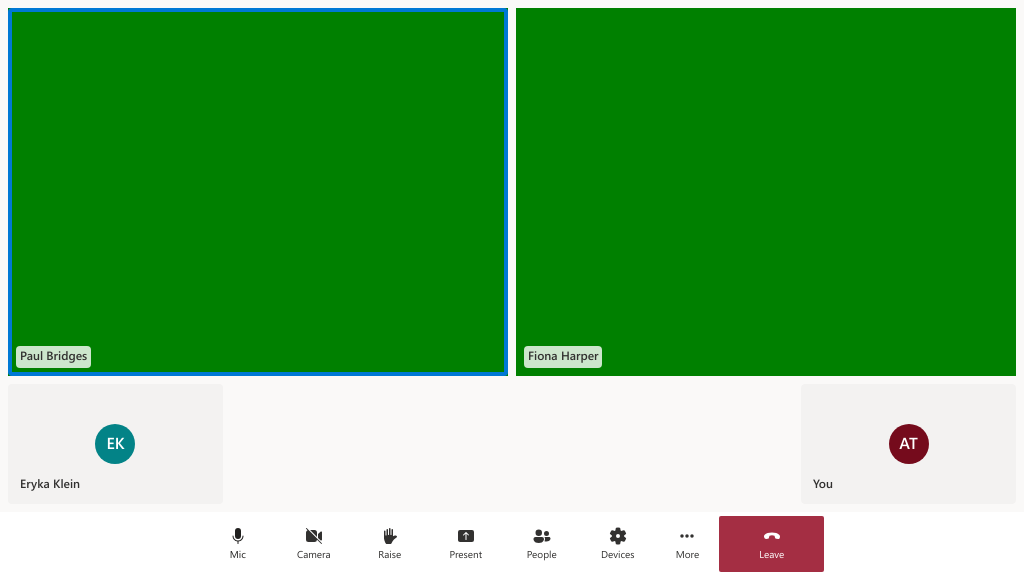 Paul Bridges
Fiona Harper
EK
AT
Eryka Klein
You
Mic
Camera
Raise
Present
People
Devices
More
Leave